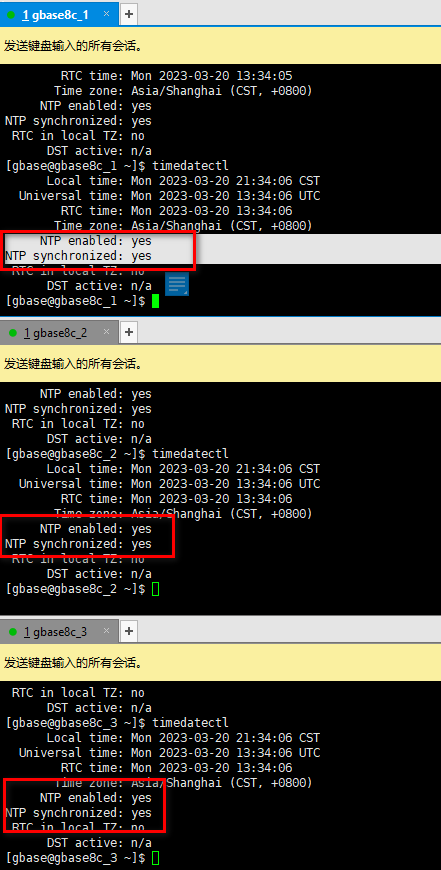 1 gbase8c_1 × +
发送键盘输入的所有会话。
RTC time: Mon 2023-03-20 13:34:05
Time zone: Asia/Shanghai (CST, +0800)
NTP enabled: yes
NTP synchronized: yes
RTC in local TZ: no
DST active: n/a
[gbase@gbase8c_1 ~]$ timedatectl
Local time: Mon 2023-03-20 21:34:06 CST
Universal time: Mon 2023-03-20 13:34:06 UTC
RTC time: Mon 2023-03-20 13:34:06
Time zone: Asia/Shanghai (CST, +0800)
NTP enabled: yes
NTP synchronized: yes
RTC in local TZ: no
DST active: n/a
[gbase@gbase8c_1 ~]$
1 gbase8c_2 × +
发送键盘输入的所有会话。
NTP enabled: yes
NTP synchronized: yes
RTC in local TZ: no
DST active: n/a
[gbase@gbase8c_2 ~]$ timedatectl
Local time: Mon 2023-03-20 21:34:06 CST
Universal time: Mon 2023-03-20 13:34:06 UTC
RTC time: Mon 2023-03-20 13:34:06
Time zone: Asia/Shanghai (CST, +0800)
NTP enabled: yes
NTP synchronized: yes
RTC in local TZ: no
DST active: n/a
[gbase@gbase8c_2 ~]$
1 gbase8c_3 × +
发送键盘输入的所有会话。
RTC in local TZ: no
DST active: n/a
[gbase@gbase8c_3 ~]$ timedatectl
Local time: Mon 2023-03-20 21:34:06 CST
Universal time: Mon 2023-03-20 13:34:06 UTC
RTC time: Mon 2023-03-20 13:34:06
Time zone: Asia/Shanghai (CST, +0800)
NTP enabled: yes
NTP synchronized: yes
RTC in local TZ: no
DST active: n/a
[gbase@gbase8c_3 ~]$